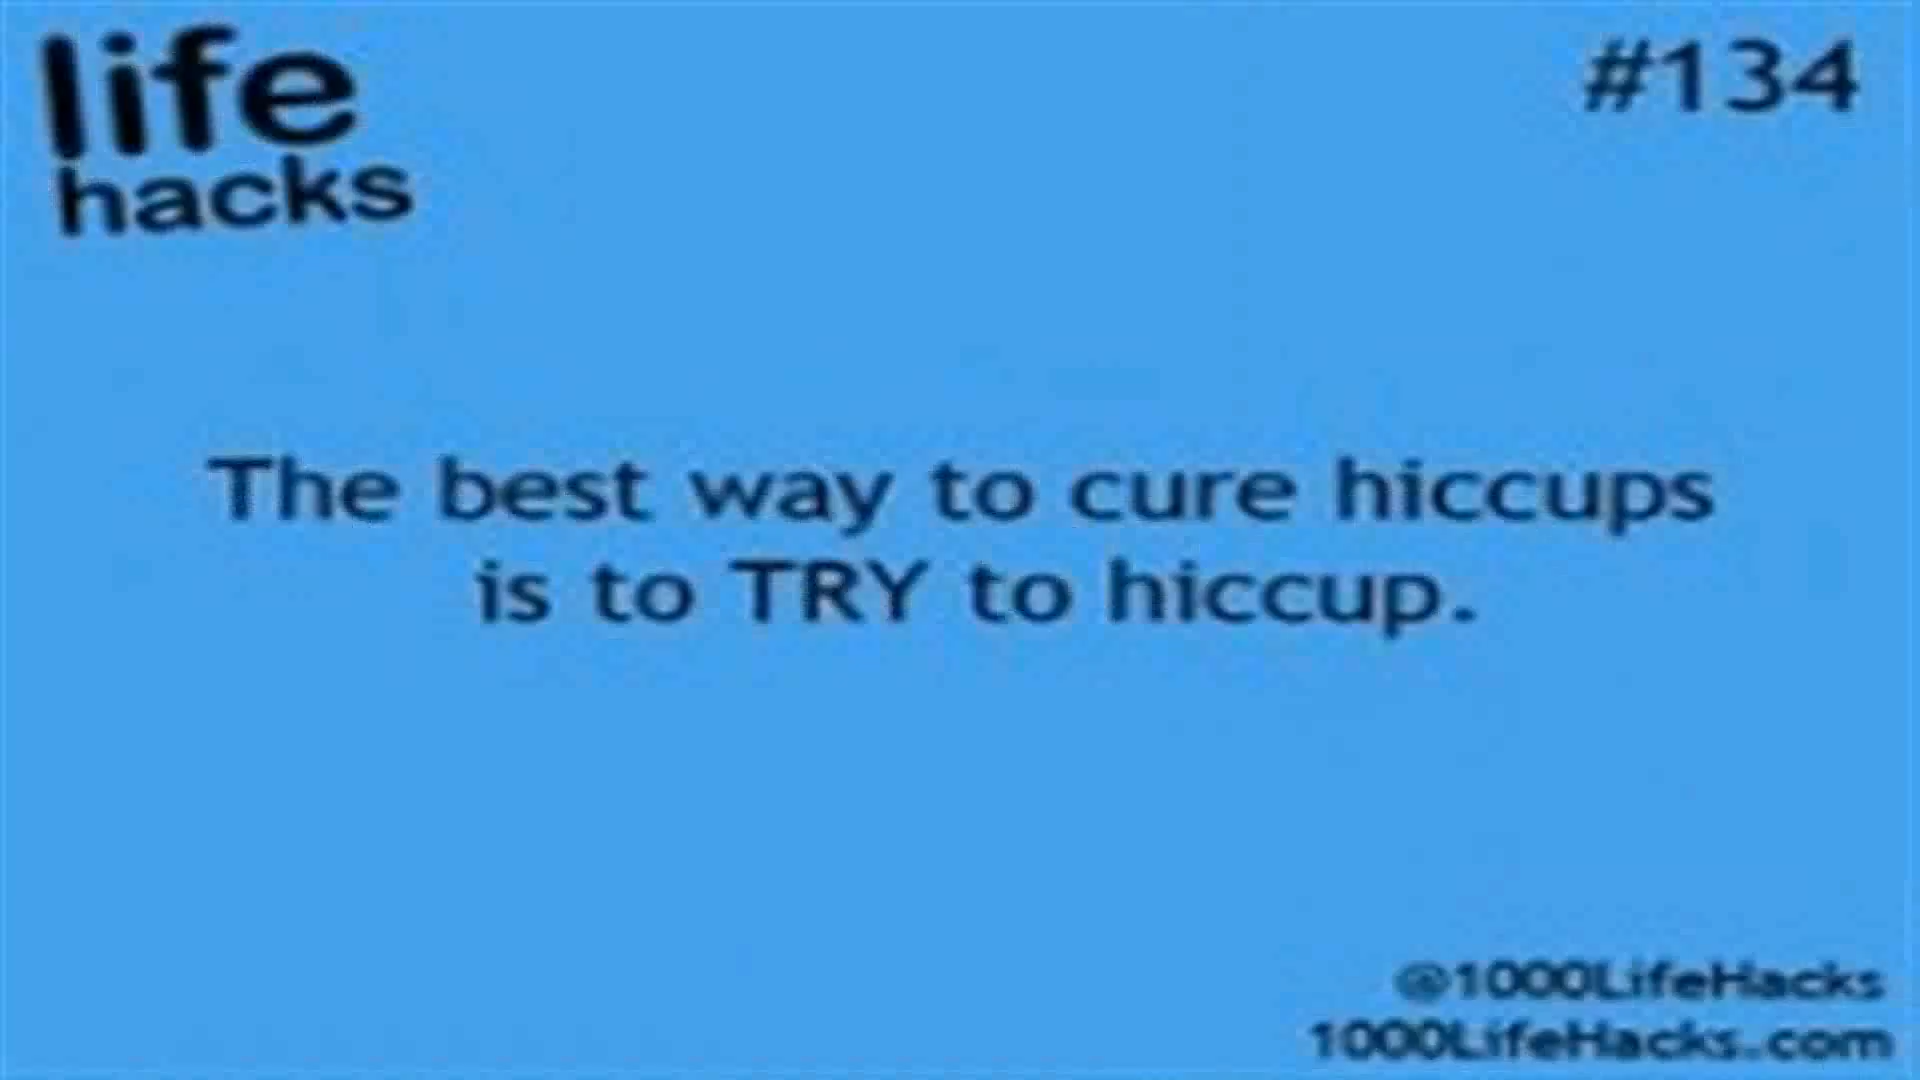 life
hacks
#134
The best way to cure hiccups
is to TRY to hiccup.
@1000LifeHacks
1000LifeHacks.com